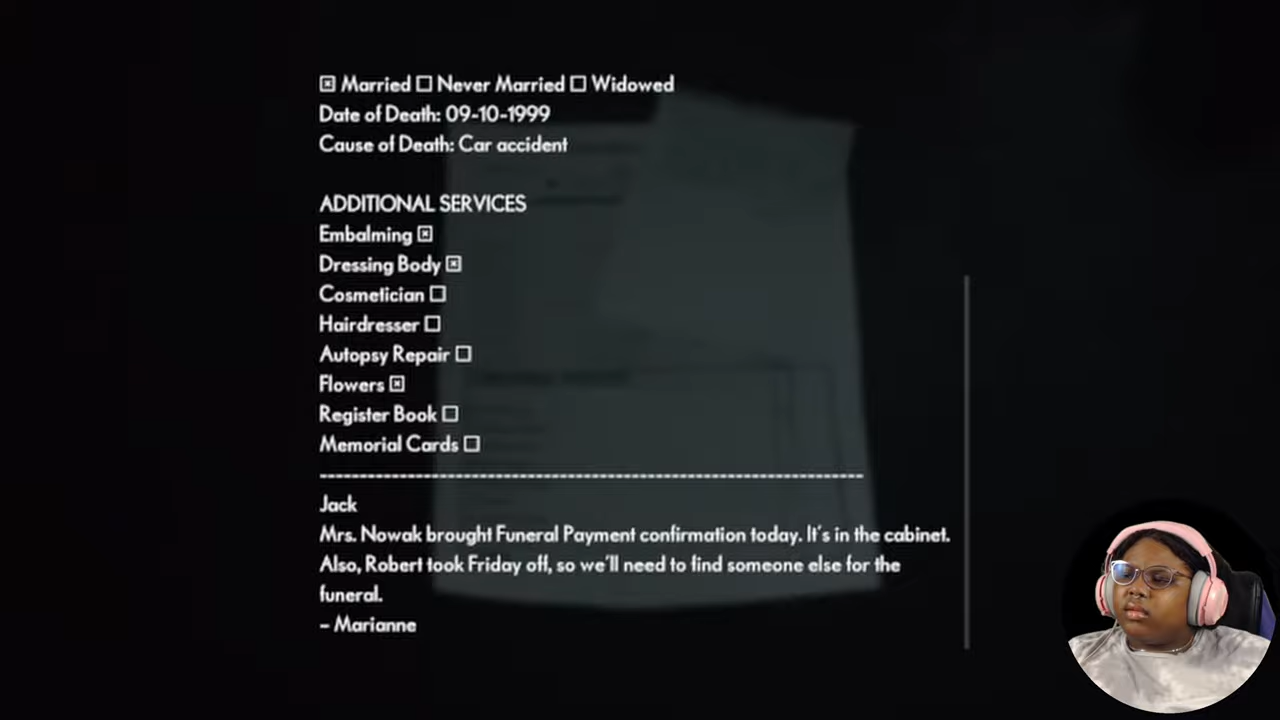 ☒ Married ☐ Never Married ☐ Widowed
Date of Death: 09-10-1999
Cause of Death: Car accident
ADDITIONAL SERVICES
Embalming ☒
Dressing Body ☒
Cosmetician ☐
Hairdresser ☐
Autopsy Repair ☐
Flowers ☒
Register Book ☐
Memorial Cards ☐
------------------------------------------------------------------------
Jack
Mrs. Nowak brought Funeral Payment confirmation today. It's in the cabinet.
Also, Robert took Friday off, so we'll need to find someone else for the
funeral.
– Marianne